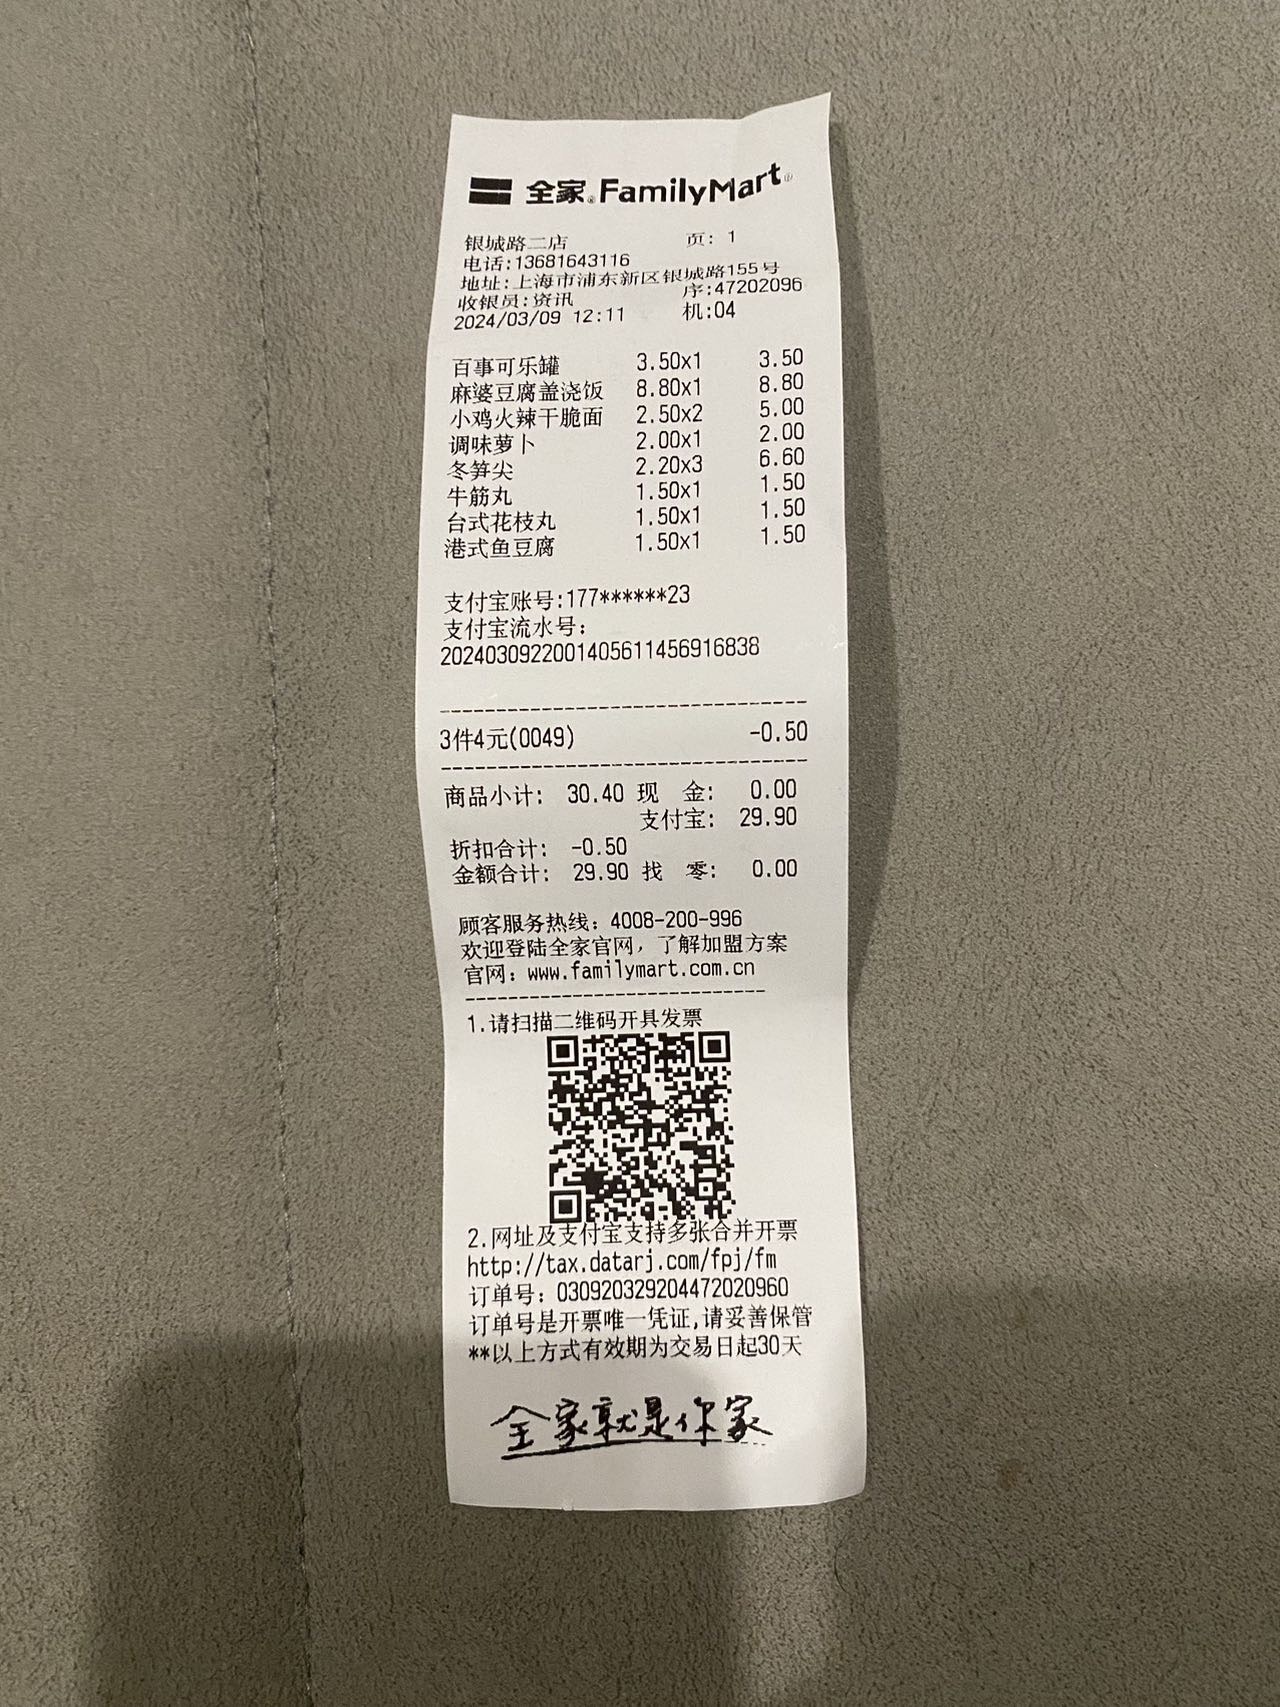 全家 FamilyMart
银城路二店 页: 1
电话:13681643116
地址:上海市浦东新区银城路155号
收银员:资讯 序:47202096
2024/03/09 12:11 机:04
百事可乐罐 3.50x1 3.50
麻婆豆腐盖浇饭 8.80x1 8.80
小鸡火辣干脆面 2.50x2 5.00
调味萝卜 2.00x1 2.00
冬笋尖 2.20x3 6.60
牛筋丸 1.50x1 1.50
台式花枝丸 1.50x1 1.50
港式鱼豆腐 1.50x1 1.50
支付宝账号:177******23
支付宝流水号:
2024030922001405611456916838
3件4元(0049) -0.50
商品小计: 30.40 现 金: 0.00
支付宝: 29.90
折扣合计: -0.50
金额合计: 29.90 找 零: 0.00
顾客服务热线: 4008-200-996
欢迎登陆全家官网, 了解加盟方案
官网: www.familymart.com.cn
1.请扫描二维码开具发票
2.网址及支付宝支持多张合并开票
http://tax.datarj.com/fpj/fm
订单号: 030920329204472020960
订单号是开票唯一凭证,请妥善保管
**以上方式有效期为交易日起30天
全家就是你家